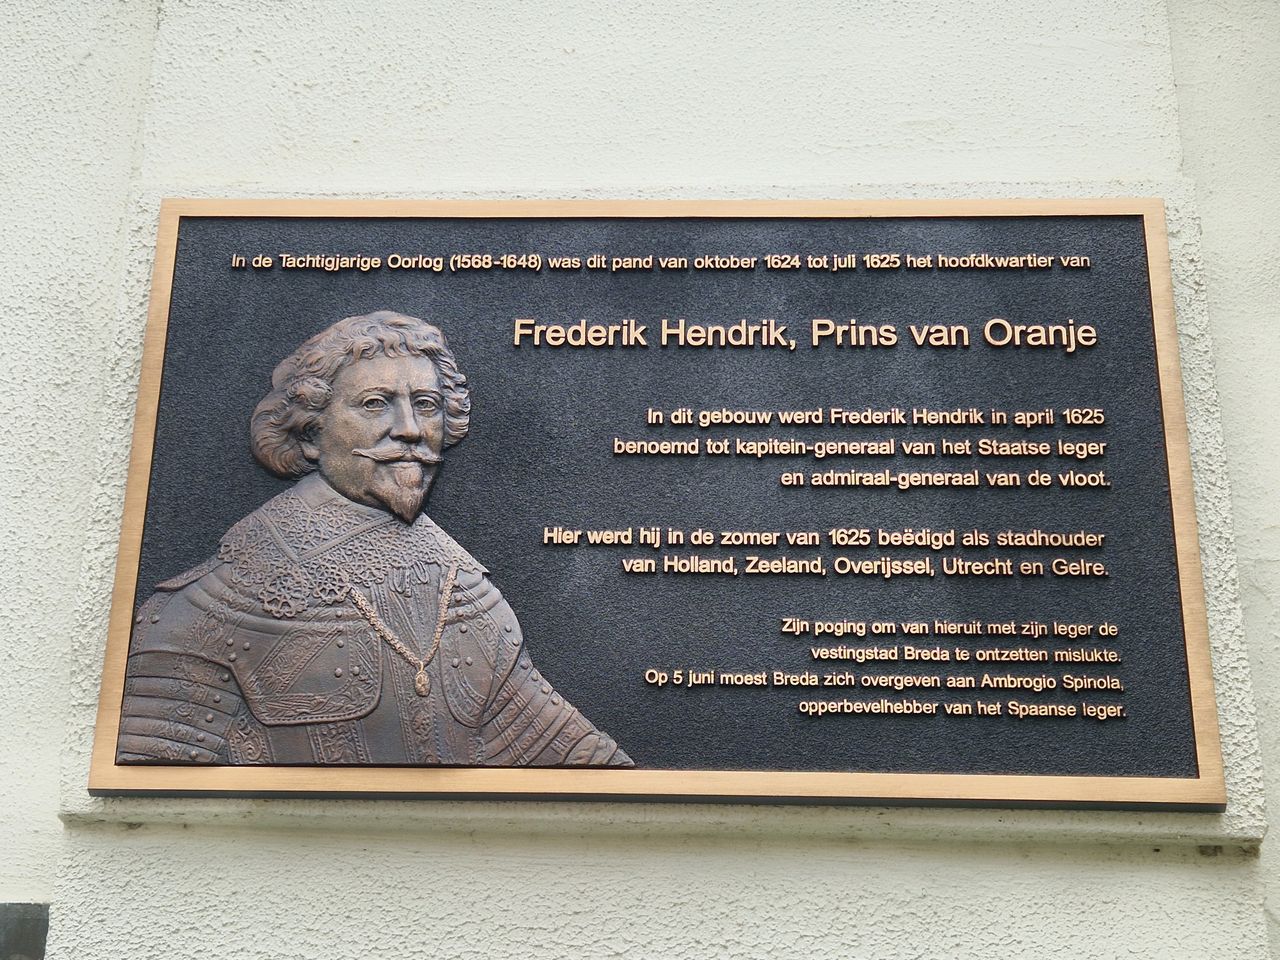 In de Tachtigjarige Oorlog (1568-1648) was dit pand van oktober 1624 tot juli 1625 het hoofdkwartier van
Frederik Hendrik, Prins van Oranje
In dit gebouw werd Frederik Hendrik in april 1625
benoemd tot kapitein-generaal van het Staatse leger
en admiraal-generaal van de vloot.
Hier werd hij in de zomer van 1625 beëdigd als stadhouder
van Holland, Zeeland, Overijssel, Utrecht en Gelre.
Zijn poging om van hieruit met zijn leger de
vestingstad Breda te ontzetten mislukte.
Op 5 juni moest Breda zich overgeven aan Ambrogio Spinola,
opperbevelhebber van het Spaanse leger.